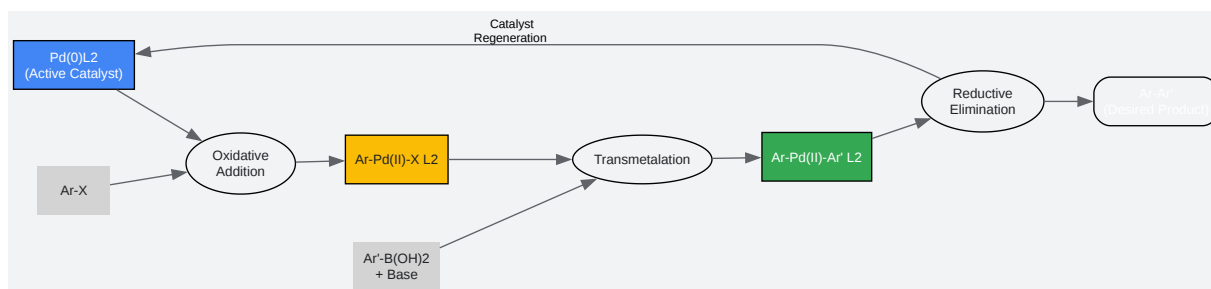 Catalyst
Regeneration
Pd(0)L2
(Active Catalyst)
Reductive
Elimination
Ar-Ar'
(Desired Product)
Oxidative
Addition
Ar-Pd(II)-X L2
Transmetalation
Ar-Pd(II)-Ar' L2
Ar-X
Ar'-B(OH)2
+ Base